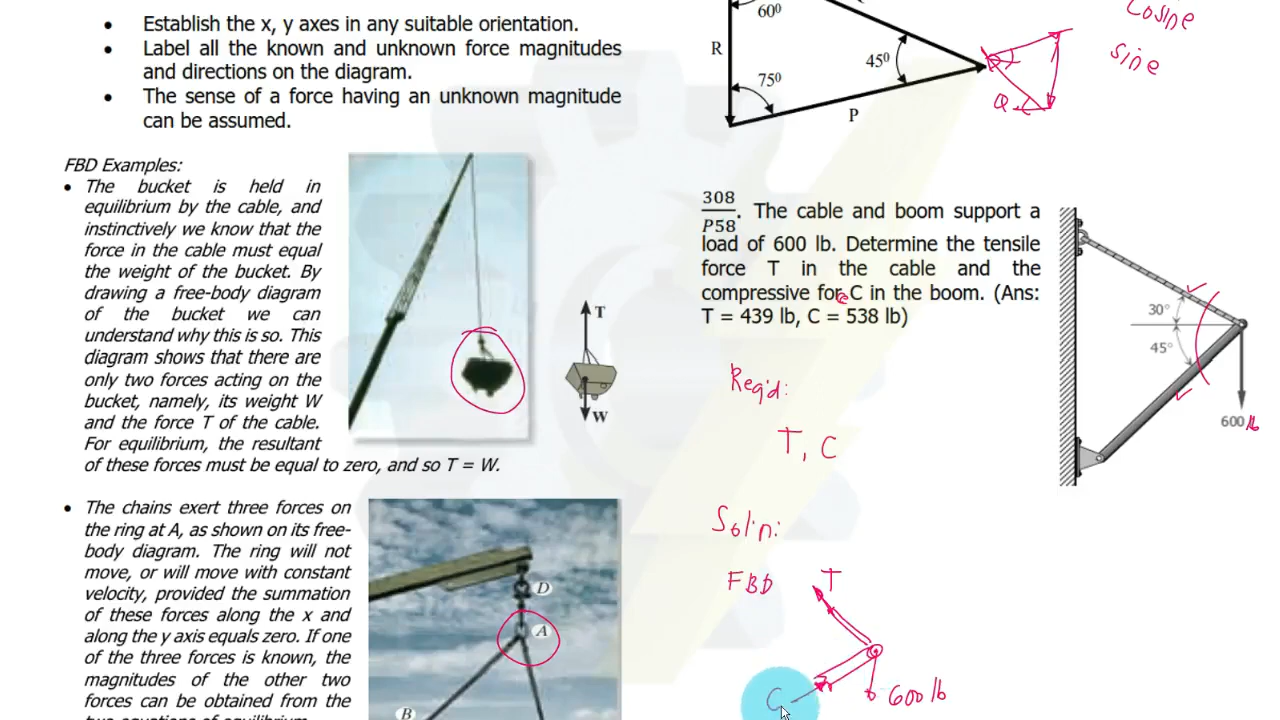 • Establish the x, y axes in any suitable orientation.
• Label all the known and unknown force magnitudes
and directions on the diagram.
• The sense of a force having an unknown magnitude
can be assumed.
FBD Examples:
• The bucket is held in
equilibrium by the cable, and
instinctively we know that the
force in the cable must equal
the weight of the bucket. By
drawing a free-body diagram
of the bucket we can
understand why this is so. This
diagram shows that there are
only two forces acting on the
bucket, namely, its weight W
and the force T of the cable.
For equilibrium, the resultant
of these forces must be equal to zero, and so T = W.
T
W
• The chains exert three forces on
the ring at A, as shown on its free-
body diagram. The ring will not
move, or will move with constant
velocity, provided the summation
of these forces along the x and
along the y axis equals zero. If one
of the three forces is known, the
magnitudes of the other two
forces can be obtained from the
two equations of equilibrium.
D
A
B
60⁰
R
45⁰
75⁰
P
Q
Cosine
Sine
308
P58
. The cable and boom support a
load of 600 lb. Determine the tensile
force T in the cable and the
compressive force C in the boom. (Ans:
T = 439 lb, C = 538 lb)
30°
45°
600 lb
Req'd:
T, C
Sol'n:
FBD
T
C
600 lb